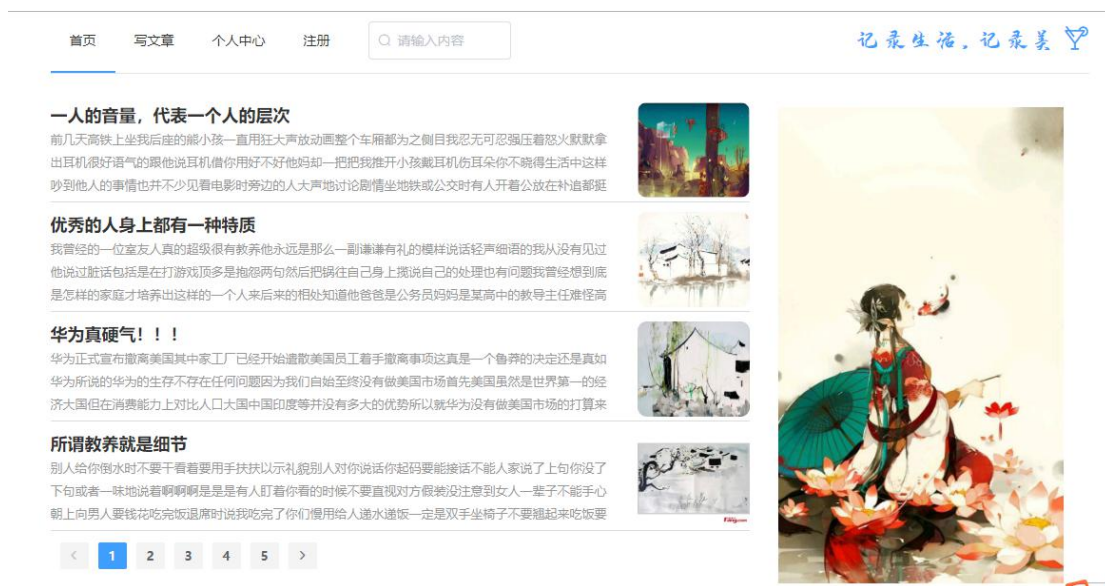 首页 写文章 个人中心 注册 请输入内容 记录生活，记录美
一人的音量，代表一个人的层次
前几天高铁上坐我后座的熊小孩一直用狂大声放动画整个车厢都为之侧目我忍无可忍强压着怒火默默拿
出耳机很好语气的跟他说耳机借你用好不好他妈却一把把我推开小孩戴耳机伤耳朵你不晓得生活中这样
吵到他人的事情也并不少见看电影时旁边的人大声地讨论剧情坐地铁或公交时有人开着公放在补追都挺
优秀的人身上都有一种特质
我曾经的一位室友人真的超级很有教养他永远是那么一副谦谦有礼的模样说话轻声细语的我从没有见过
他说过脏话包括是在打游戏顶多是抱怨两句然后把锅往自己身上揽说自己的处理也有问题我曾经想到底
是怎样的家庭才培养出这样的一个人来后来的相处知道他爸爸是公务员妈妈是某高中的教导主任难怪高
华为真硬气！！！
华为正式宣布撤离美国其中家工厂已经开始遣散美国员工着手撤离事项这真是一个鲁莽的决定还是真如
华为所说的华为的生存不存在任何问题因为我们自始至终没有做美国市场首先美国虽然是世界第一的经
济大国但在消费能力上对比人口大国中国印度等并没有多大的优势所以就华为没有做美国市场的打算来
所谓教养就是细节
别人给你倒水时不要干看着要用手扶扶以示礼貌别人对你说话你起码要能接话不能人家说了上句你没了
下句或者一味地说着啊啊啊是是是有人盯着你看的时候不要直视对方假装没注意到女人一辈子不能手心
朝上向男人要钱花吃完饭退席时说我吃完了你们慢用给人递水递饭一定是双手坐椅子不要翘起来吃饭要
1 2 3 4 5